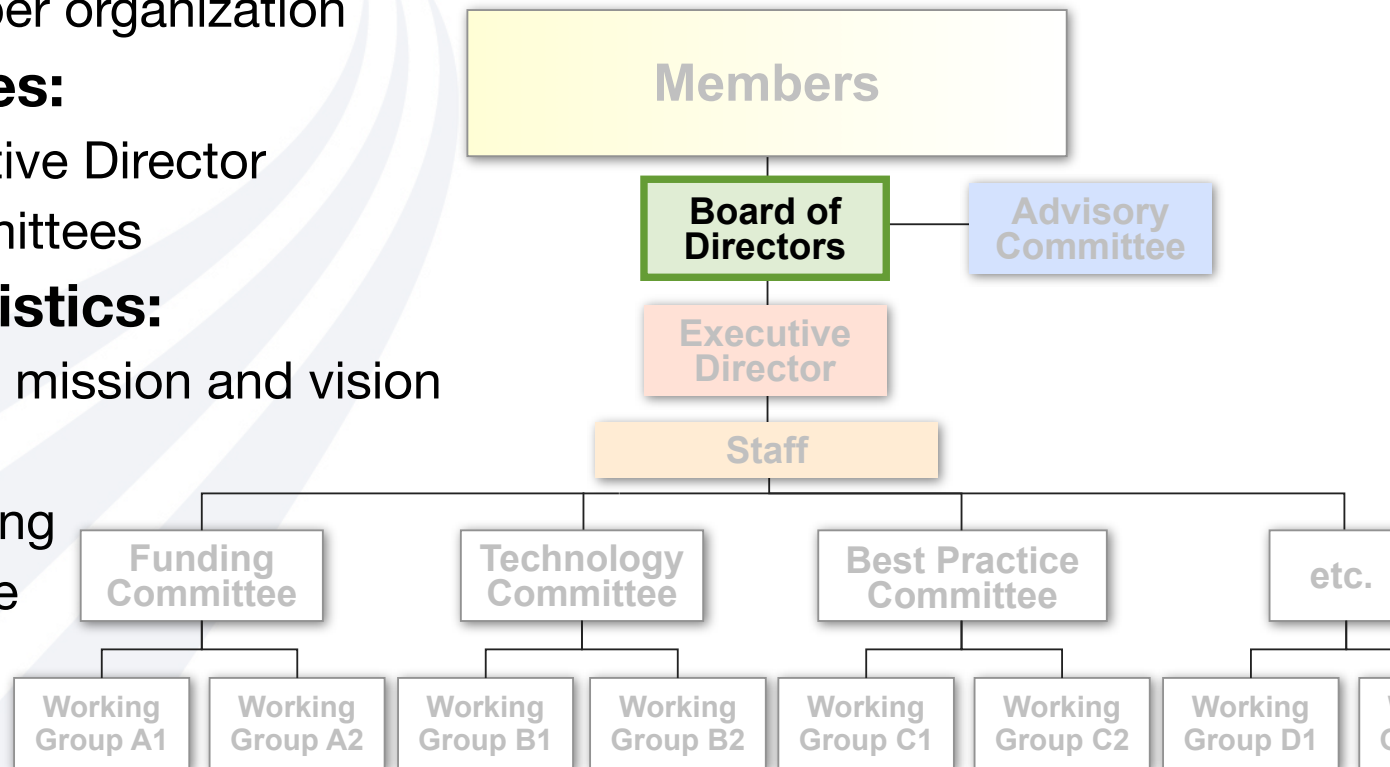 per organization
es:
tive Director
mittees
istics:
mission and vision
ng
e
Members
Board of
Directors
Advisory
Committee
Executive
Director
Staff
Funding
Committee
Technology
Committee
Best Practice
Committee
etc.
Working
Group A1
Working
Group A2
Working
Group B1
Working
Group B2
Working
Group C1
Working
Group C2
Working
Group D1